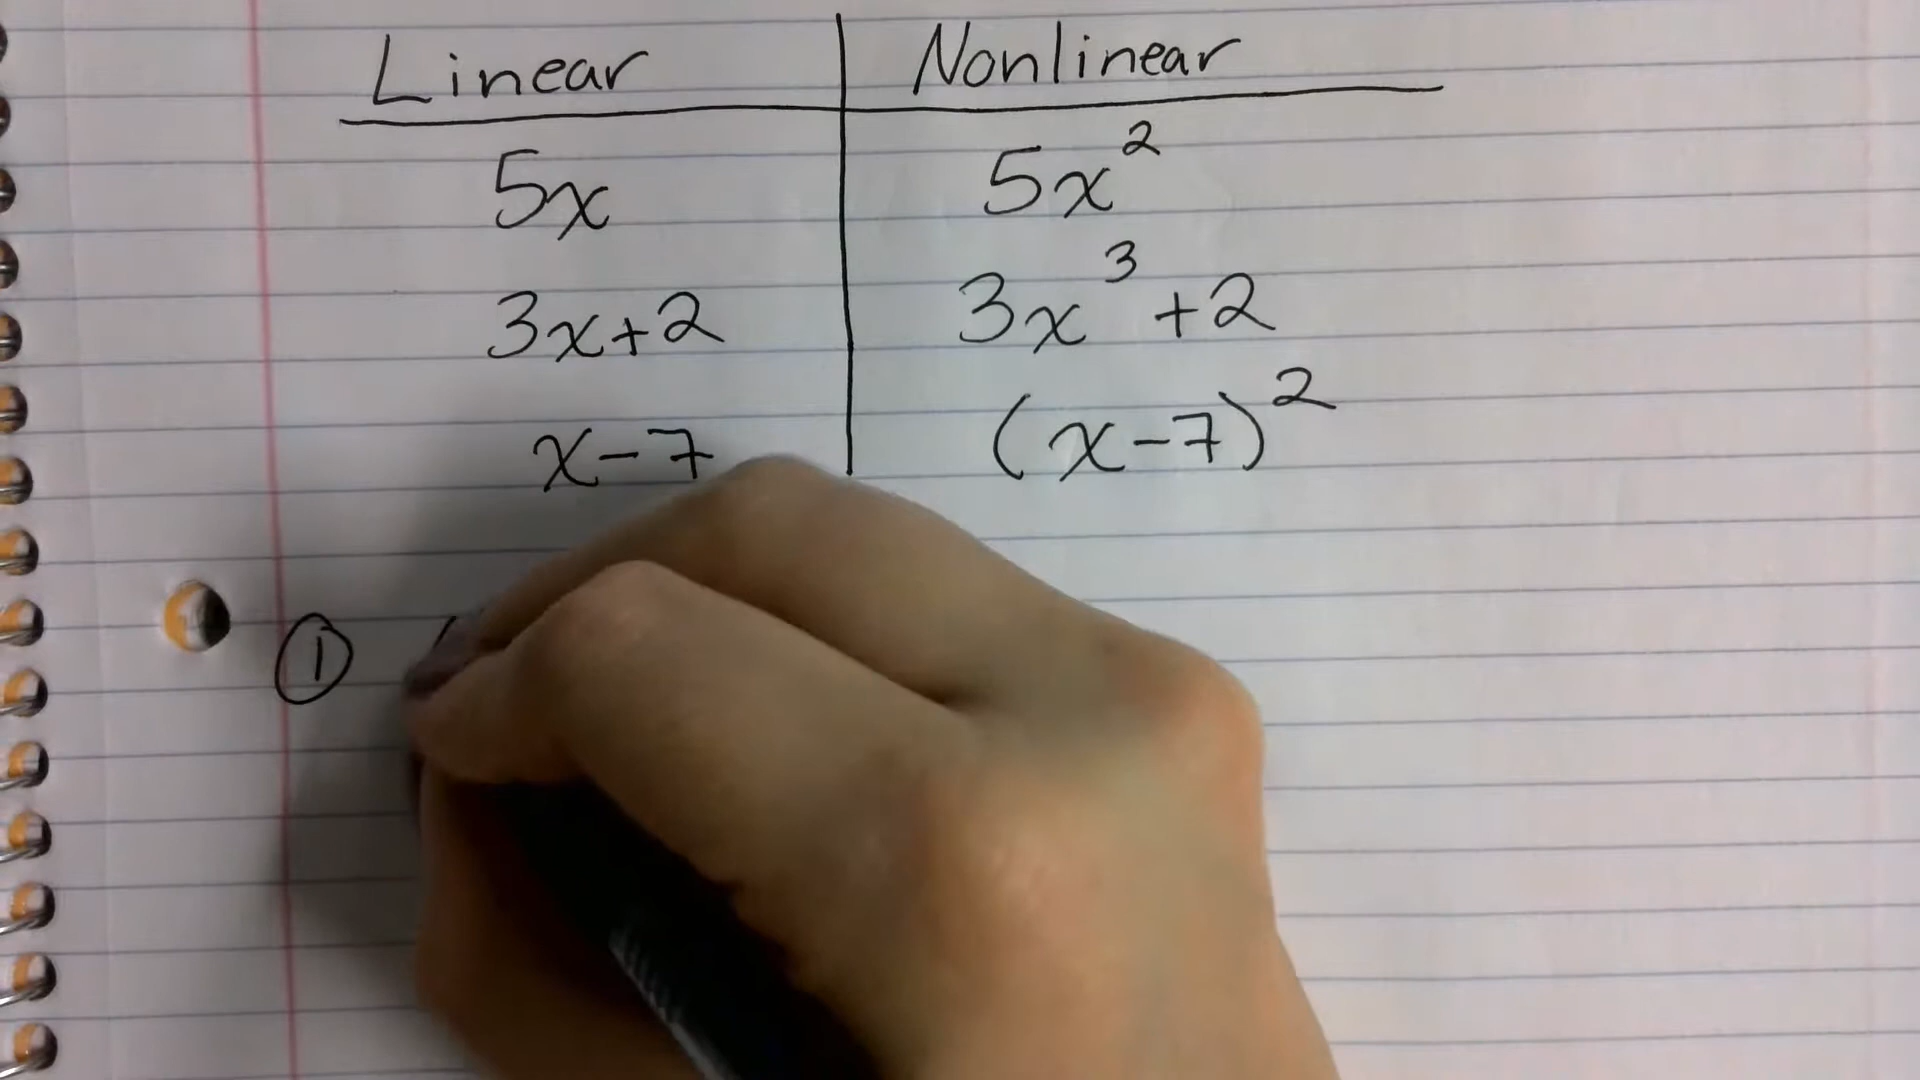 Linear Nonlinear
5x 5x²
3x+2 3x³+2
x-7 (x-7)²
①